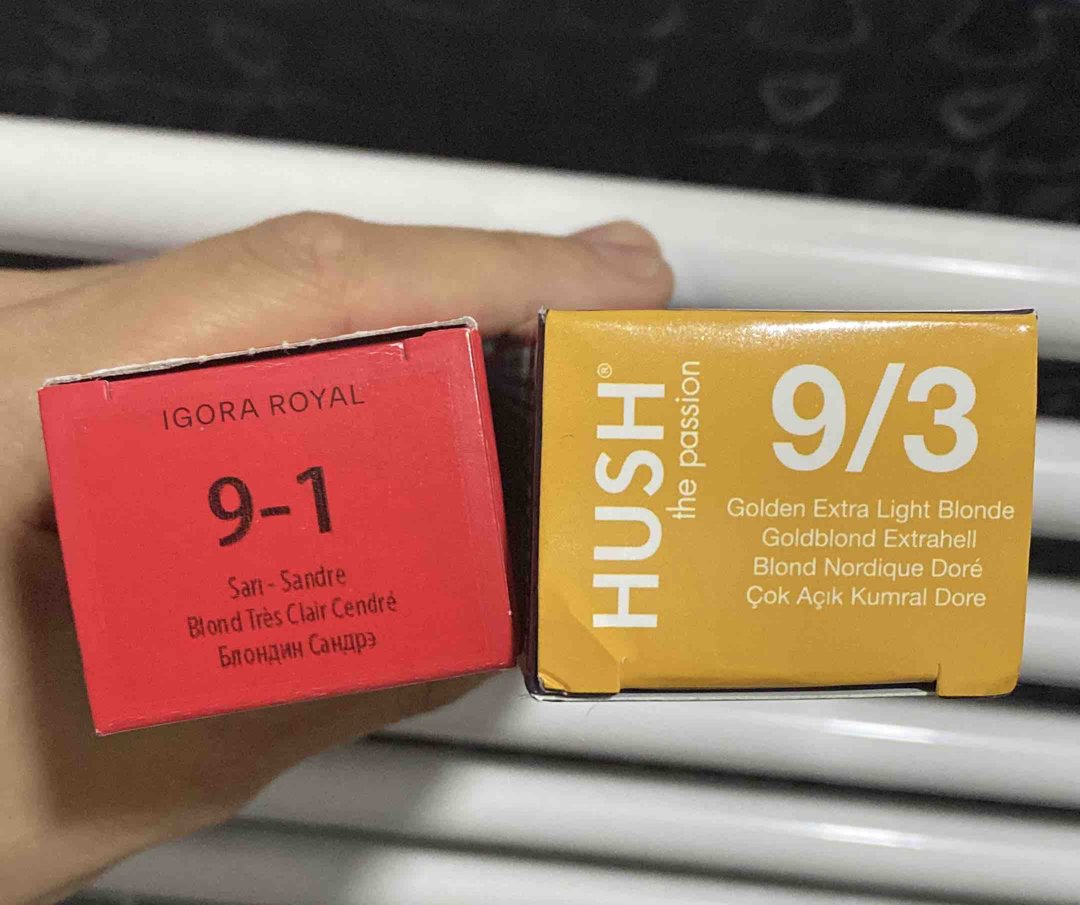 IGORA ROYAL
9-1
Sarı - Sandre
Blond Très Clair Cendré
Блондин Сандрэ
HUSH®
the passion
9/3
Golden Extra Light Blonde
Goldblond Extrahell
Blond Nordique Doré
Çok Açık Kumral Dore